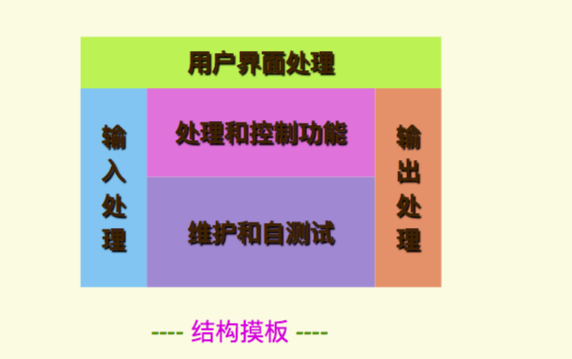 用户界面处理
输入处理
处理和控制功能
维护和自测试
输出处理
---- 结构摸板 ----